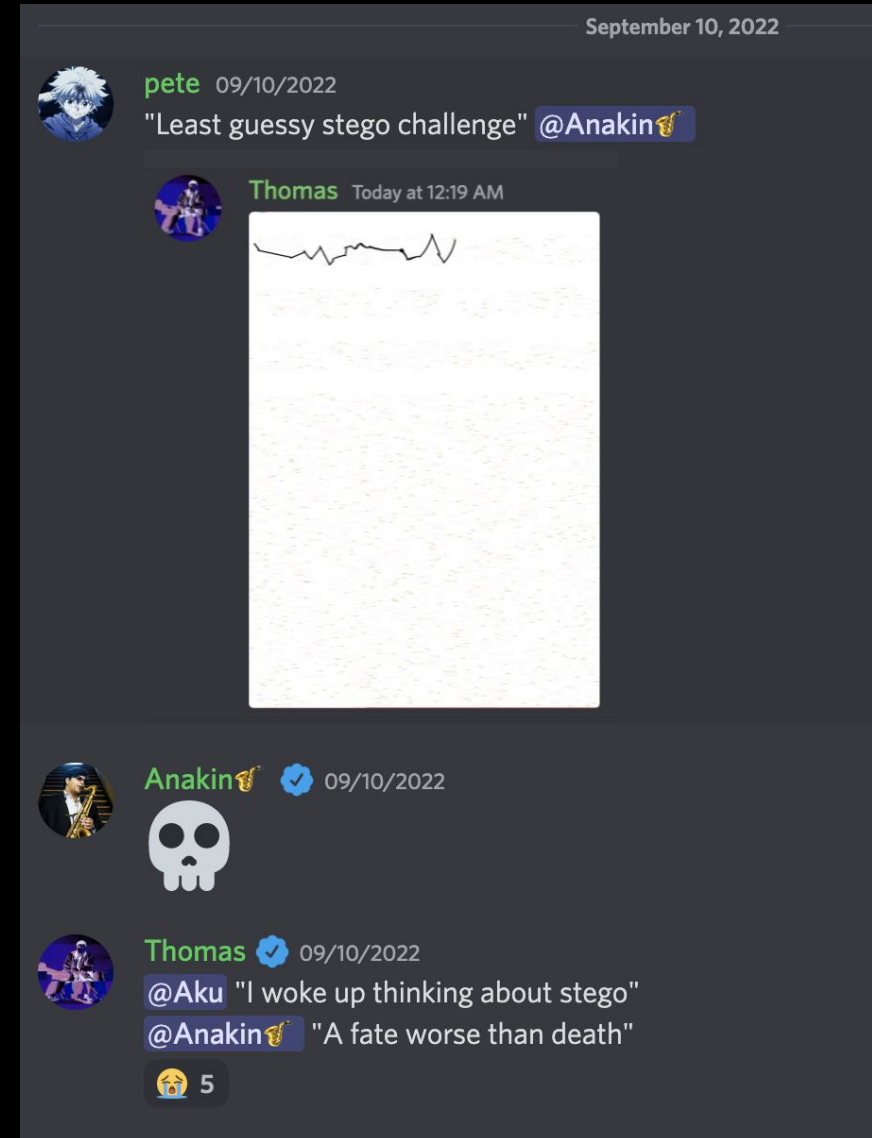 September 10, 2022
pete 09/10/2022
"Least guessy stego challenge" @Anakin🎷
Thomas Today at 12:19 AM
Anakin🎷 09/10/2022
Thomas 09/10/2022
@Aku "I woke up thinking about stego"
@Anakin🎷 "A fate worse than death"
5